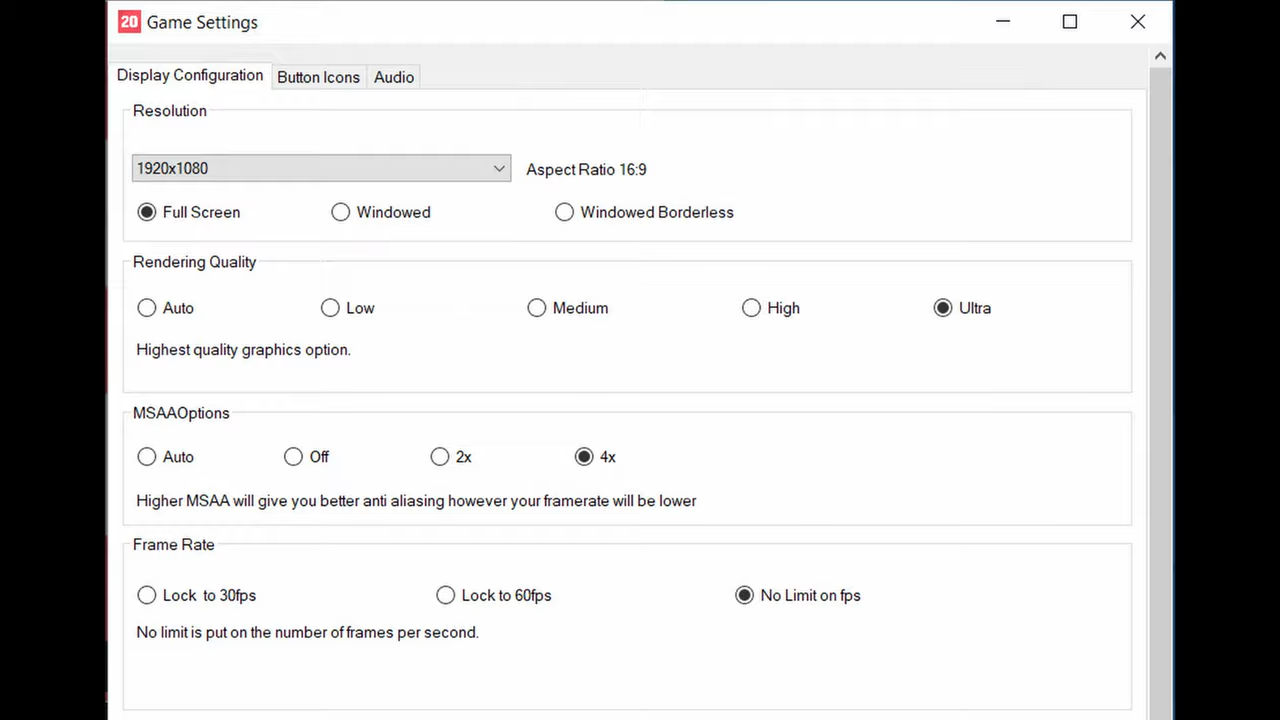 20 Game Settings
Display Configuration Button Icons Audio
Resolution
1920x1080 Aspect Ratio 16:9
Full Screen Windowed Windowed Borderless
Rendering Quality
Auto Low Medium High Ultra
Highest quality graphics option.
MSAAOptions
Auto Off 2x 4x
Higher MSAA will give you better anti aliasing however your framerate will be lower
Frame Rate
Lock to 30fps Lock to 60fps No Limit on fps
No limit is put on the number of frames per second.